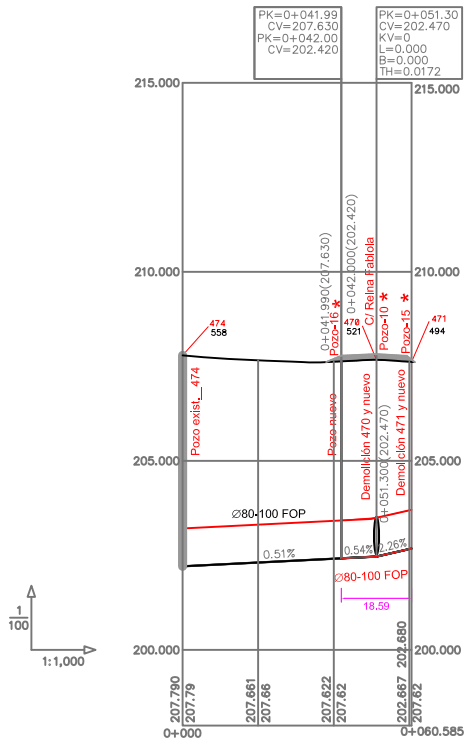 PK=0+041.99
CV=207.630
PK=0+042.00
CV=202.420
PK=0+051.30
CV=202.470
KV=0
L=0.000
B=0.000
TH=0.0172
215.000
215.000
210.000
210.000
0+041.990(207.630)
0+042.000(202.420)
C/ Reina Fabiola
Pozo-16 *
Pozo-10 *
Pozo-15 *
474
558
470
521
471
494
Pozo exist._474
Pozo nuevo
Demolición 470 y nuevo
0+051.300(202.470)
Demolición 471 y nuevo
205.000
205.000
Ø80-100 FOP
0.51%
0.54%
2.26%
Ø80-100 FOP
18.59
1
100
1:1,000
200.000
200.000
207.790
207.79
207.661
207.66
207.622
207.62
202.680
202.667
207.62
0+000
0+060.585